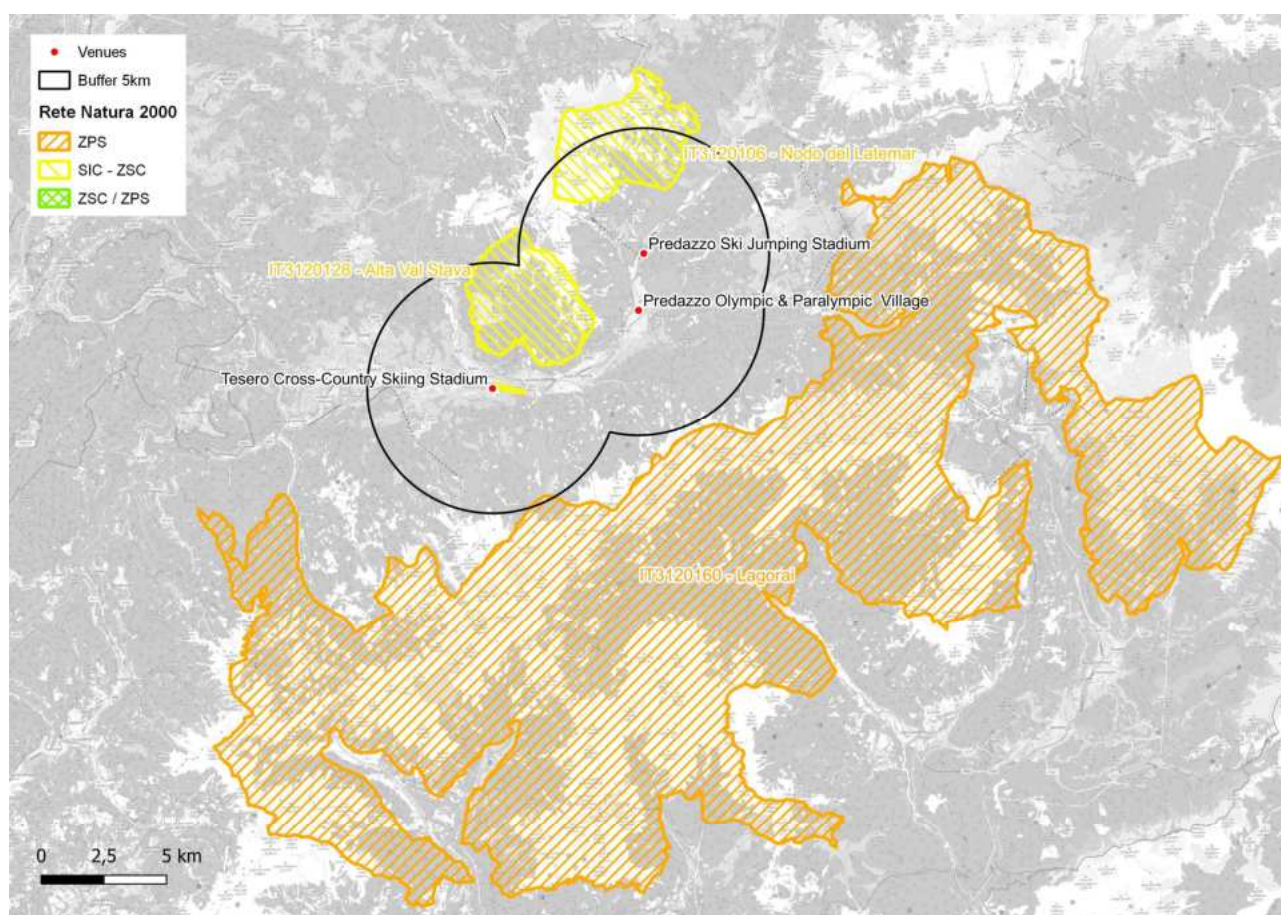 Venues
Buffer 5km
Rete Natura 2000
ZPS
SIC - ZSC
ZSC / ZPS
IT3120106 - Nodo del Latemar
Predazzo Ski Jumping Stadium
IT3120128 - Alta Val Stava
Predazzo Olympic & Paralympic Village
Tesero Cross-Country Skiing Stadium
IT3120160 - Lagorai
0 2,5 5 km